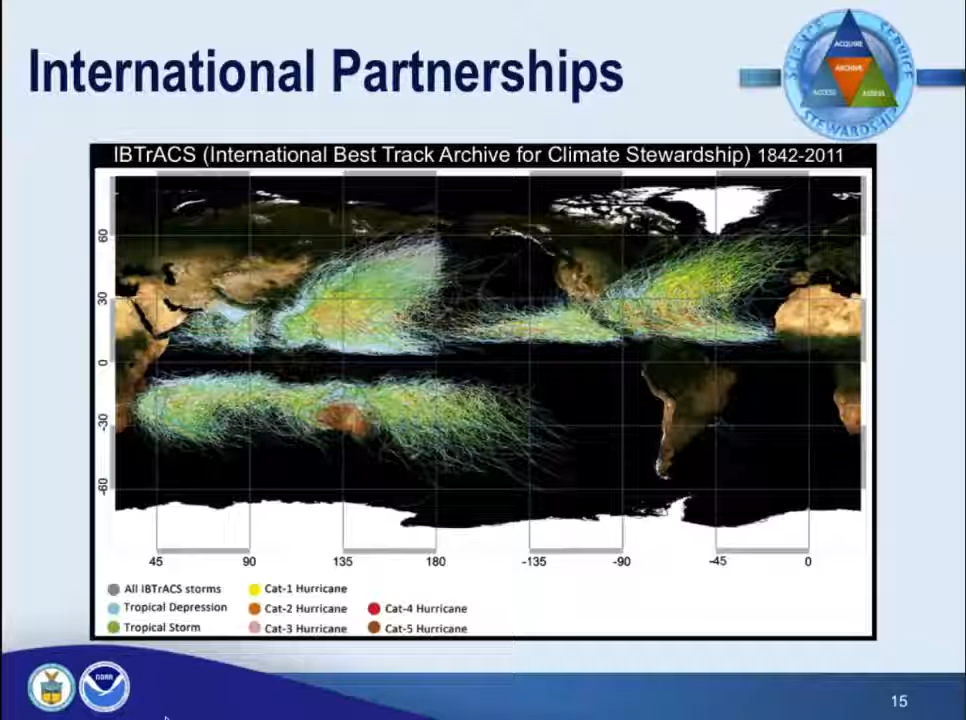 International Partnerships
SCIENCE SERVICE
ACQUIRE
ARCHIVE
ACCESS ASSESS
STEWARDSHIP
IBTrACS (International Best Track Archive for Climate Stewardship) 1842-2011
60
30
0
-30
-60
45 90 135 180 -135 -90 -45 0
All IBTrACS storms Cat-1 Hurricane
Tropical Depression Cat-2 Hurricane Cat-4 Hurricane
Tropical Storm Cat-3 Hurricane Cat-5 Hurricane
NOAA
15